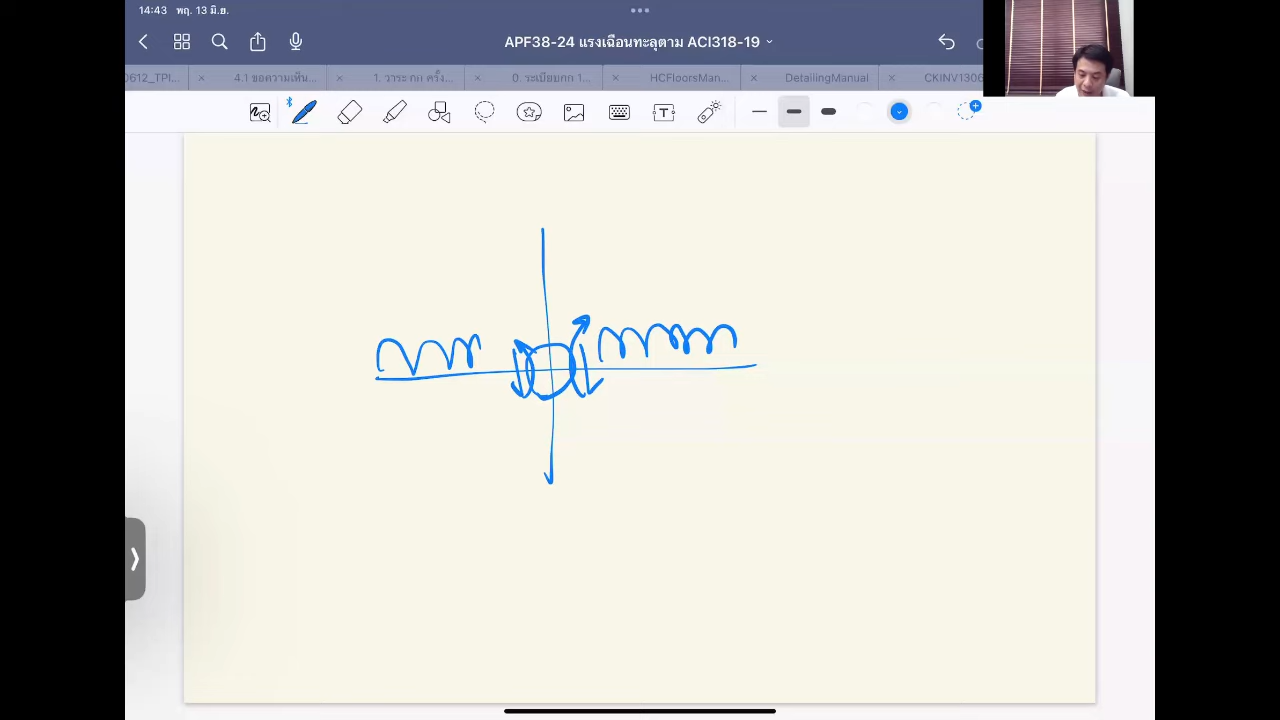 14:43 พฤ. 13 มิ.ย.
APF38-24 แรงเฉือนทะลุตาม ACI318-19
0612_TPI... 4.1 ขอความเห็น... 1. วาระ กก ครั้ง... 0. ระเบียบกก 1... HCFloorsMan... DetailingManual CKINV1306
T